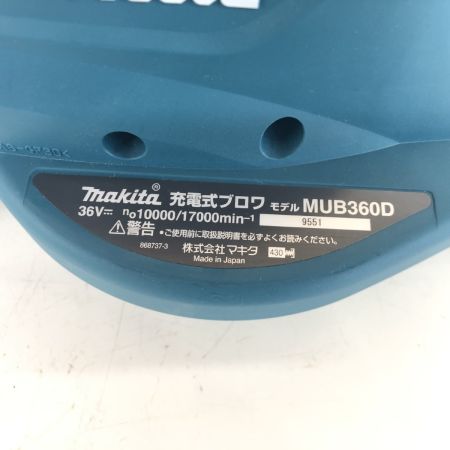 makita® 充電式ブロワ モデル MUB360D
36V⎓ n₀10000/17000min⁻¹ 9551
⚠警告 •ご使用前に取扱説明書を必ずよくお読みください。
868737-3 株式会社マキタ 430
Made in Japan